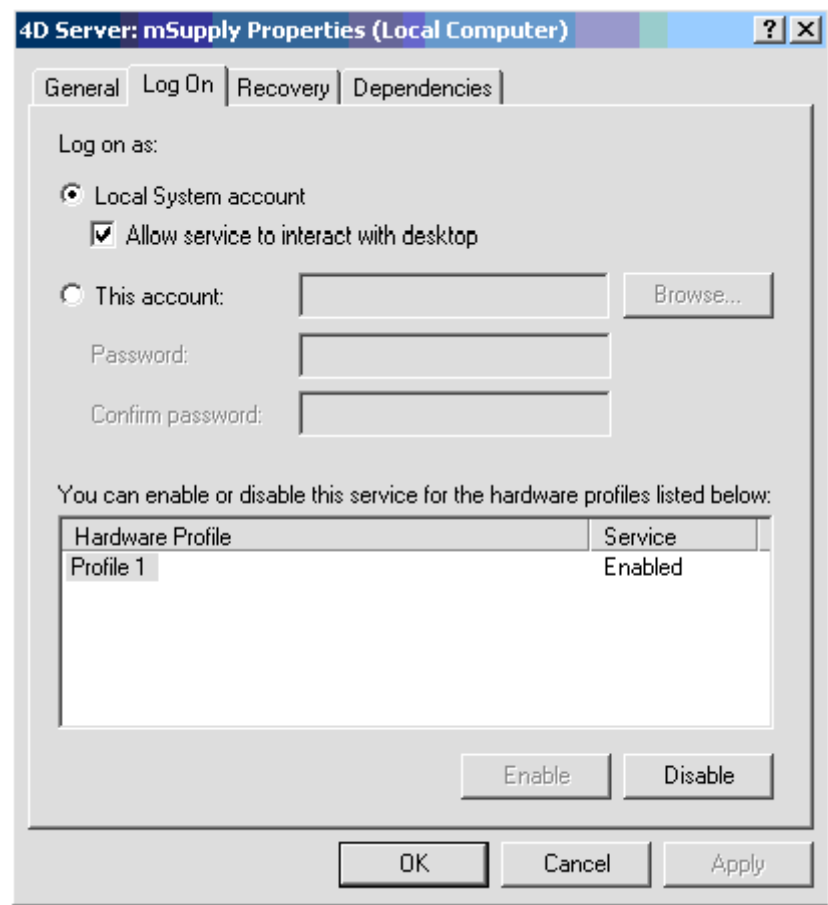 4D Server: mSupply Properties (Local Computer)
General Log On Recovery Dependencies
Log on as:
Local System account
Allow service to interact with desktop
This account: Browse...
Password:
Confirm password:
You can enable or disable this service for the hardware profiles listed below:
Hardware Profile Service
Profile 1 Enabled
Enable Disable
OK Cancel Apply